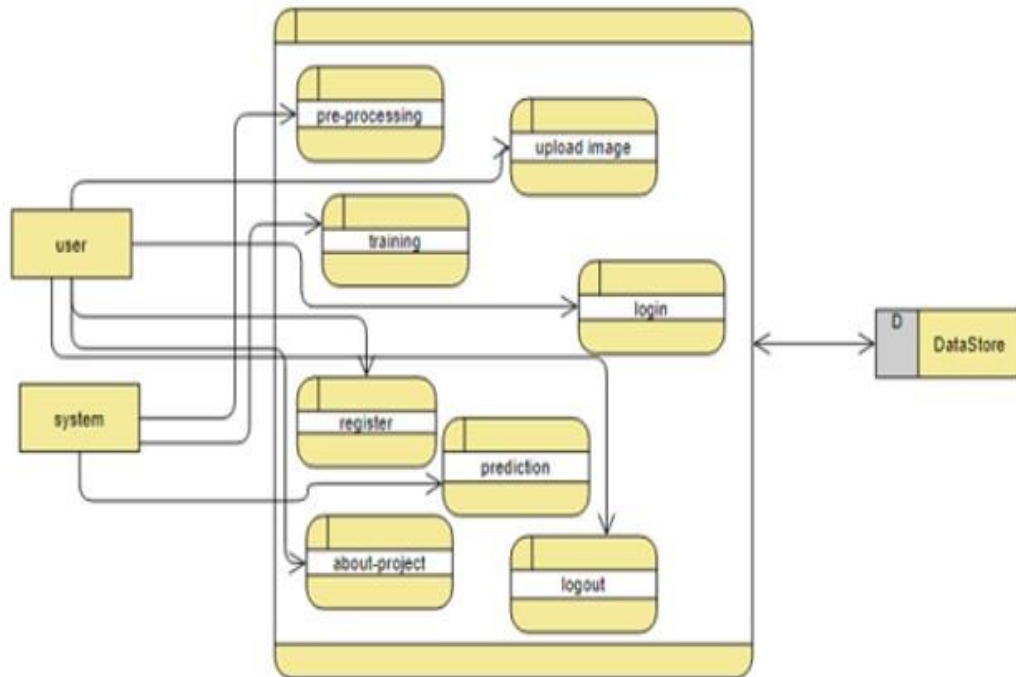 pre-processing
upload image
user
training
login
D
DataStore
system
register
prediction
about-project
logout